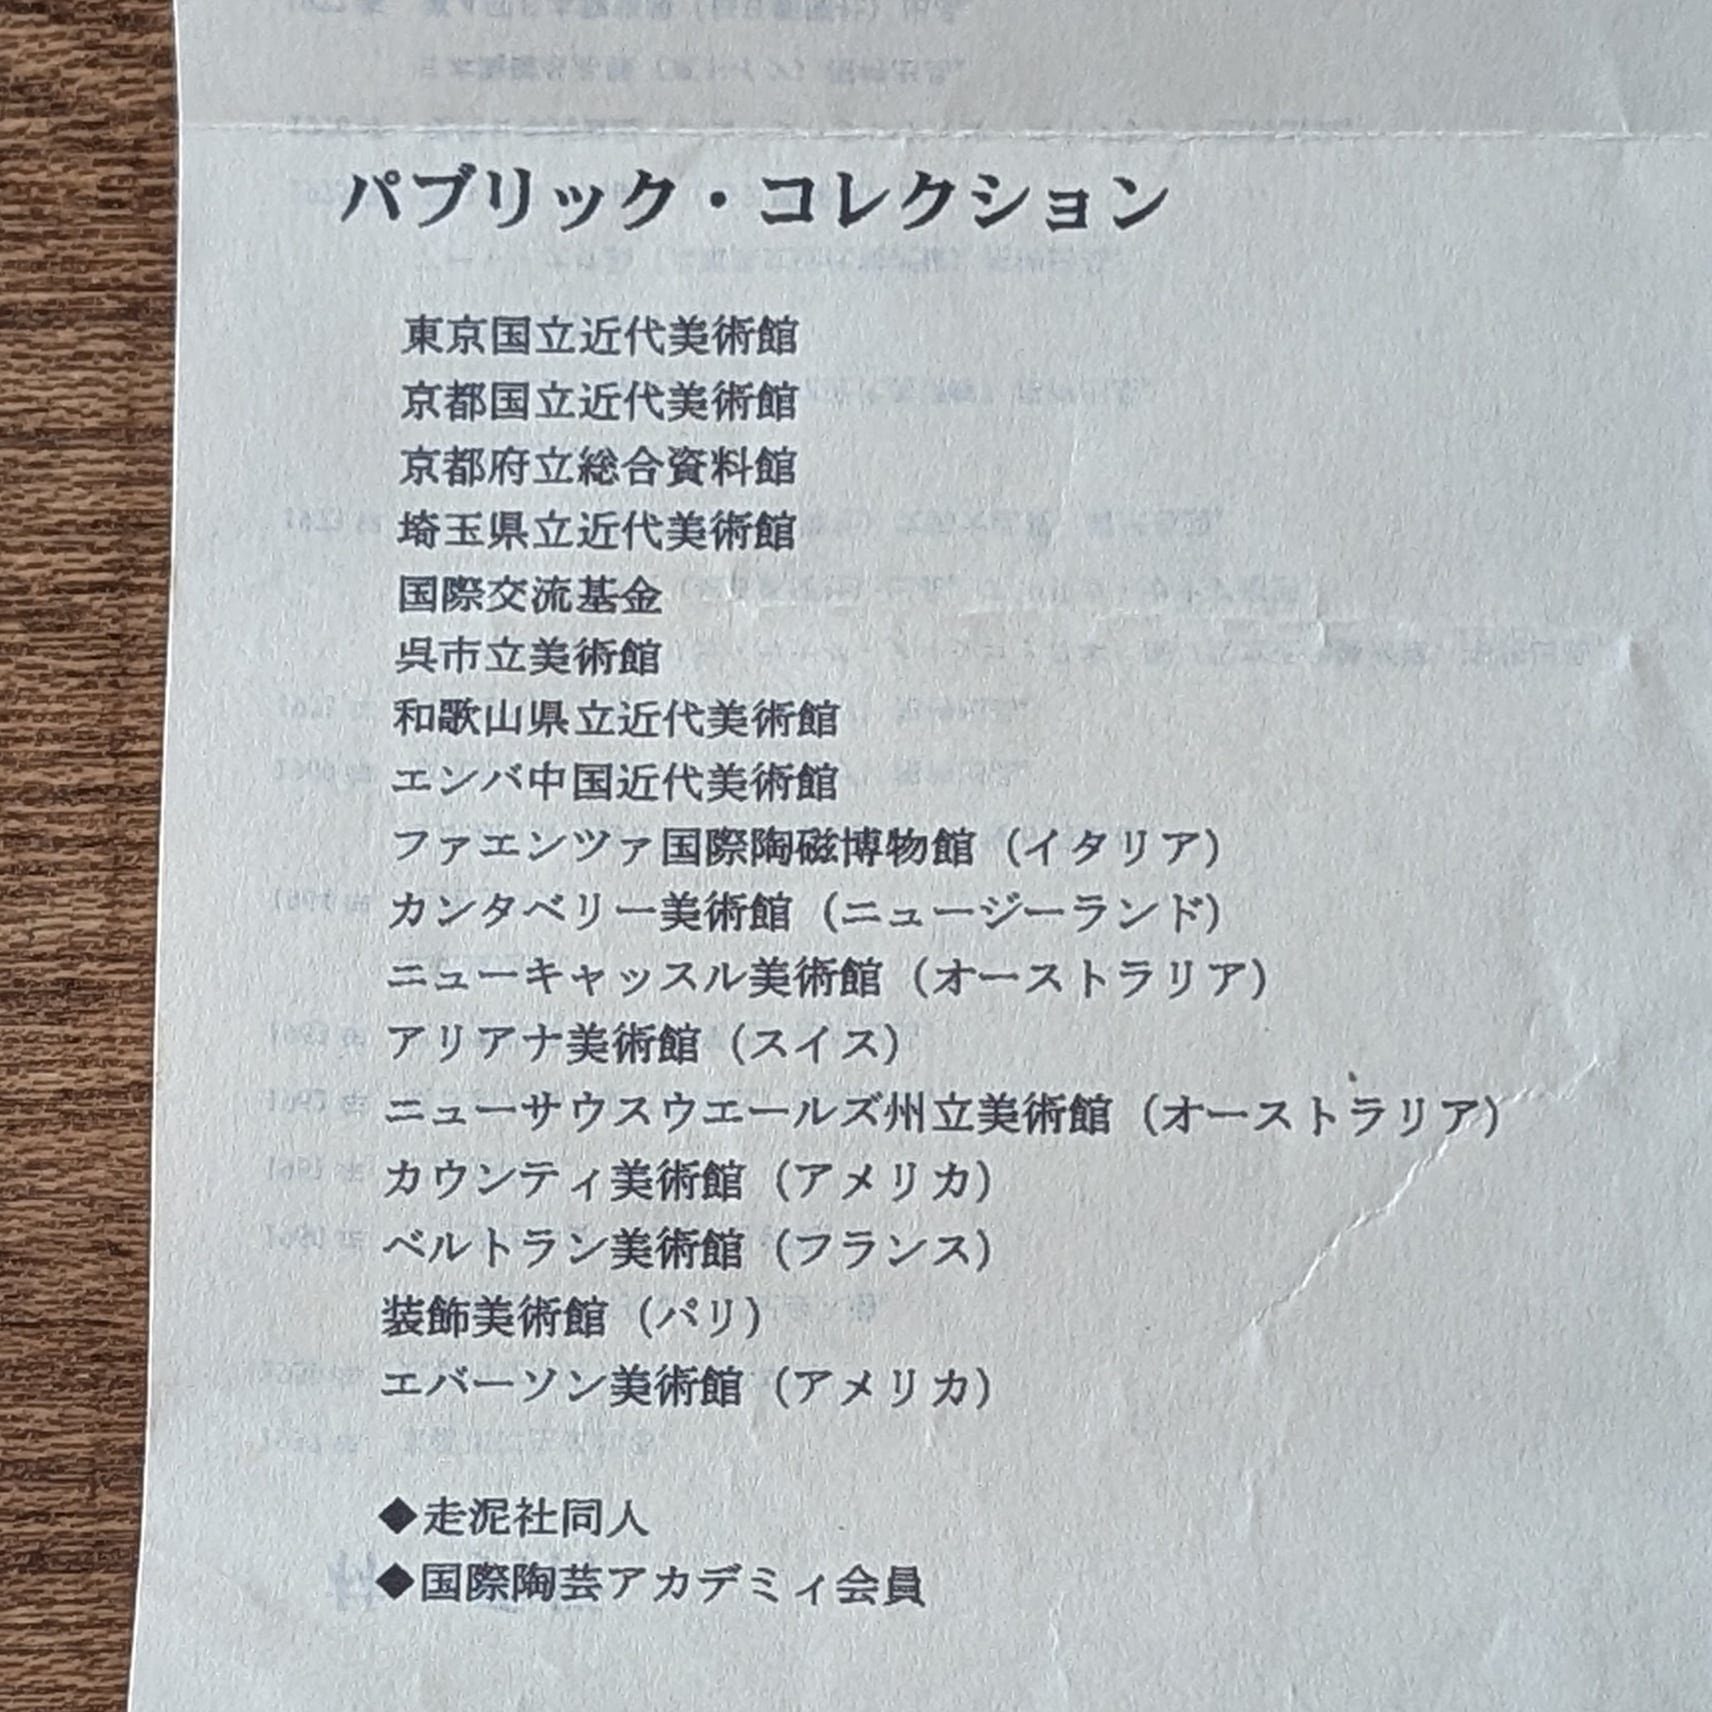 パブリック・コレクション
東京国立近代美術館
京都国立近代美術館
京都府立総合資料館
埼玉県立近代美術館
国際交流基金
呉市立美術館
和歌山県立近代美術館
エンバ中国近代美術館
ファエンツァ国際陶磁博物館（イタリア）
カンタベリー美術館（ニュージーランド）
ニューキャッスル美術館（オーストラリア）
アリアナ美術館（スイス）
ニューサウスウエールズ州立美術館（オーストラリア）
カウンティ美術館（アメリカ）
ベルトラン美術館（フランス）
装飾美術館（パリ）
エバーソン美術館（アメリカ）
◆走泥社同人
◆国際陶芸アカデミィ会員